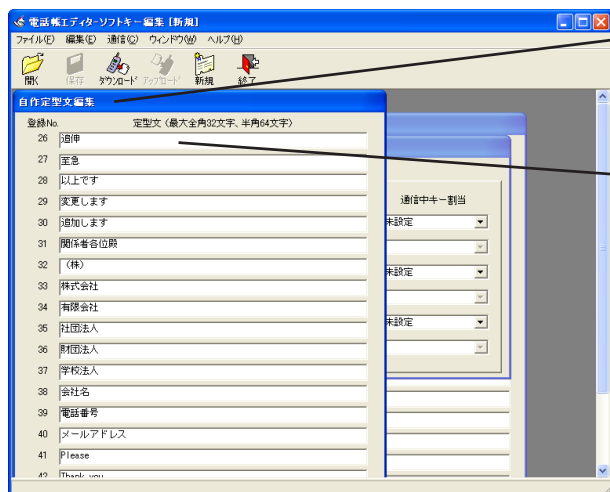 電話帳エディターソフトキー編集 [新規]
ファイル(F) 編集(E) 通信(C) ウィンドウ(W) ヘルプ(H)
開く 保存 ダウンロード アップロード 新規 終了
自作定型文編集
登録No. 定型文(最大全角32文字、半角64文字)
26 追伸
27 至急
28 以上です
29 変更します
30 追加します
31 関係者各位殿
32 (株)
33 株式会社
34 有限会社
35 社団法人
36 財団法人
37 学校法人
38 会社名
39 電話番号
40 メールアドレス
41 Please
42 Thank you
通信中キー割当
未設定
未設定
未設定